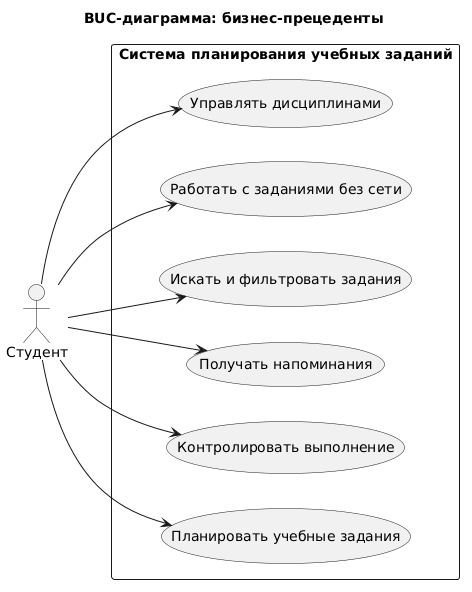 BUC-диаграмма: бизнес-прецеденты
Система планирования учебных заданий
Управлять дисциплинами
Работать с заданиями без сети
Искать и фильтровать задания
Студент
Получать напоминания
Контролировать выполнение
Планировать учебные задания